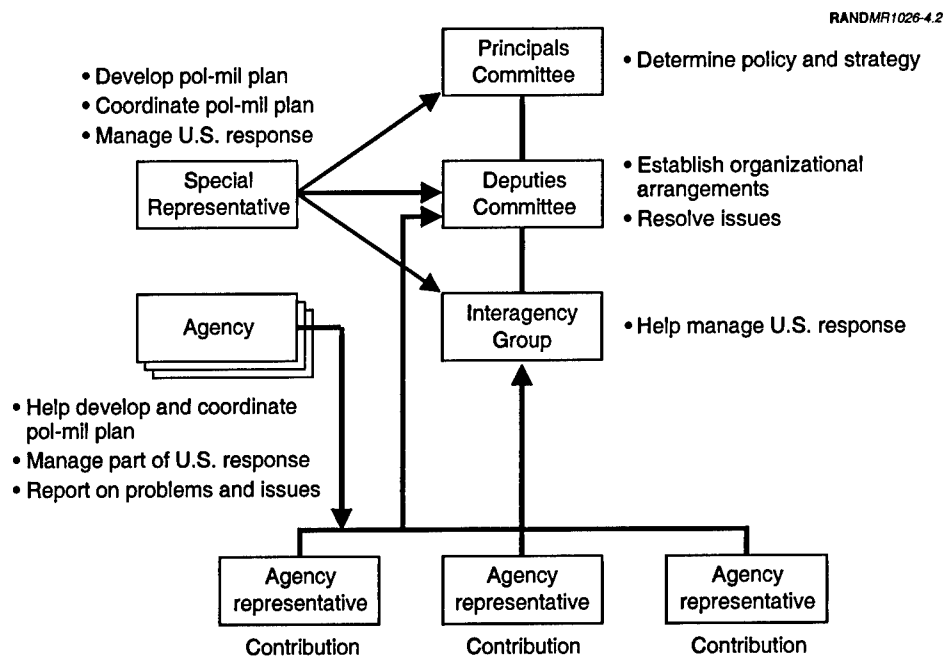 RANDMR1026-4.2
Principals
Committee
• Determine policy and strategy
• Develop pol-mil plan
• Coordinate pol-mil plan
• Manage U.S. response
Special
Representative
Deputies
Committee
• Establish organizational
arrangements
• Resolve issues
Agency
Interagency
Group
• Help manage U.S. response
• Help develop and coordinate
pol-mil plan
• Manage part of U.S. response
• Report on problems and issues
Agency
representative
Contribution
Agency
representative
Contribution
Agency
representative
Contribution